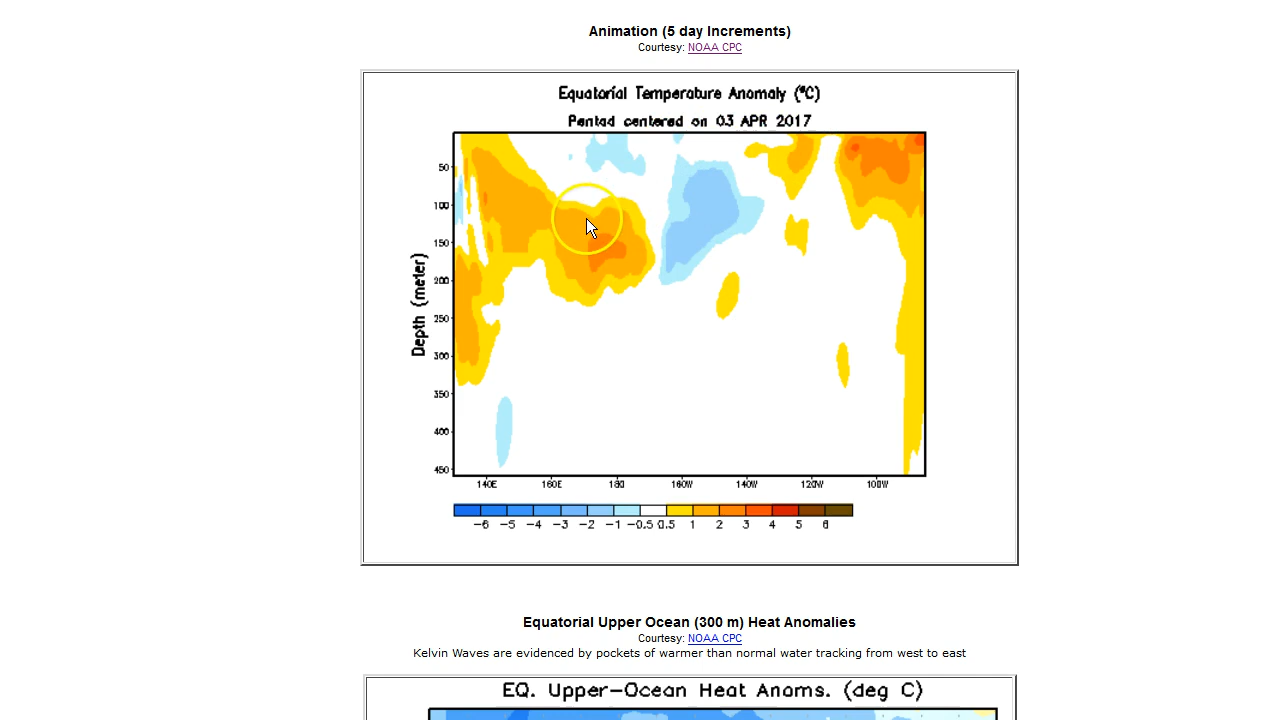 Animation (5 day Increments)
Courtesy: NOAA CPC
Equatorial Temperature Anomaly (°C)
Pentad centered on 03 APR 2017
50
100
150
200
250
300
350
400
450
Depth (meter)
140E 160E 180 160W 140W 120W 100W
-6 -5 -4 -3 -2 -1 -0.5 0.5 1 2 3 4 5 6
Equatorial Upper Ocean (300 m) Heat Anomalies
Courtesy: NOAA CPC
Kelvin Waves are evidenced by pockets of warmer than normal water tracking from west to east
EQ. Upper-Ocean Heat Anoms. (deg C)